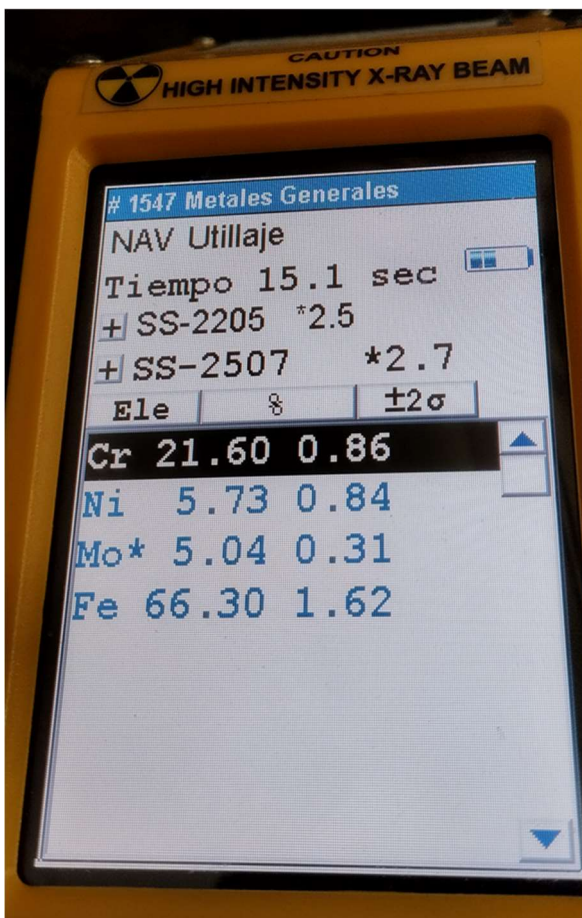 CAUTION
HIGH INTENSITY X-RAY BEAM
# 1547 Metales Generales
NAV Utillaje
Tiempo 15.1 sec
+ SS-2205 *2.5
+ SS-2507 *2.7
Ele % ±2σ
Cr 21.60 0.86
Ni 5.73 0.84
Mo* 5.04 0.31
Fe 66.30 1.62